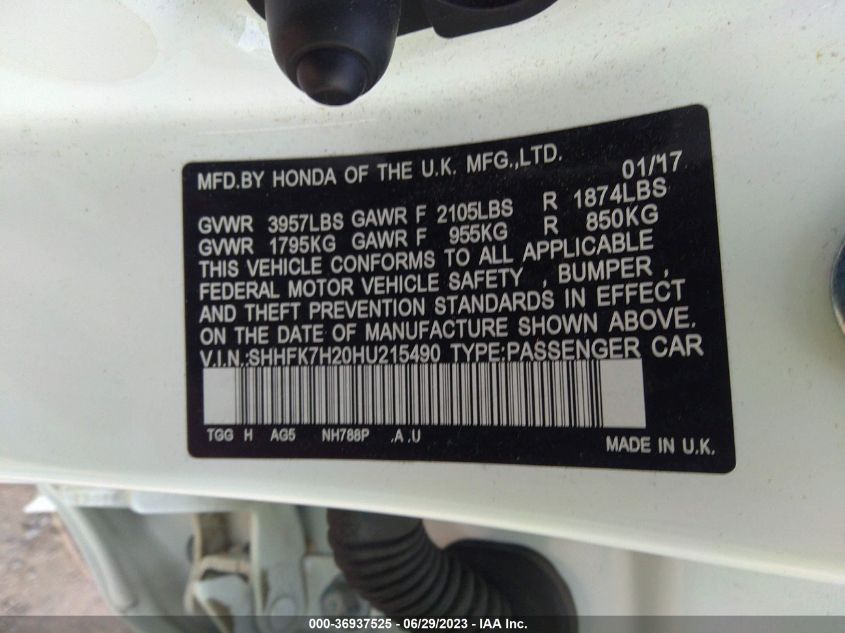 MFD.BY HONDA OF THE U.K. MFG.,LTD. 01/17
GVWR 3957LBS GAWR F 2105LBS R 1874LBS
GVWR 1795KG GAWR F 955KG R 850KG
THIS VEHICLE CONFORMS TO ALL APPLICABLE
FEDERAL MOTOR VEHICLE SAFETY , BUMPER ,
AND THEFT PREVENTION STANDARDS IN EFFECT
ON THE DATE OF MANUFACTURE SHOWN ABOVE.
V.I.N.:SHHFK7H20HU215490 TYPE:PASSENGER CAR
TGG H AG5 NH788P .A .U
MADE IN U.K.
000-36937525 - 06/29/2023 - IAA Inc.